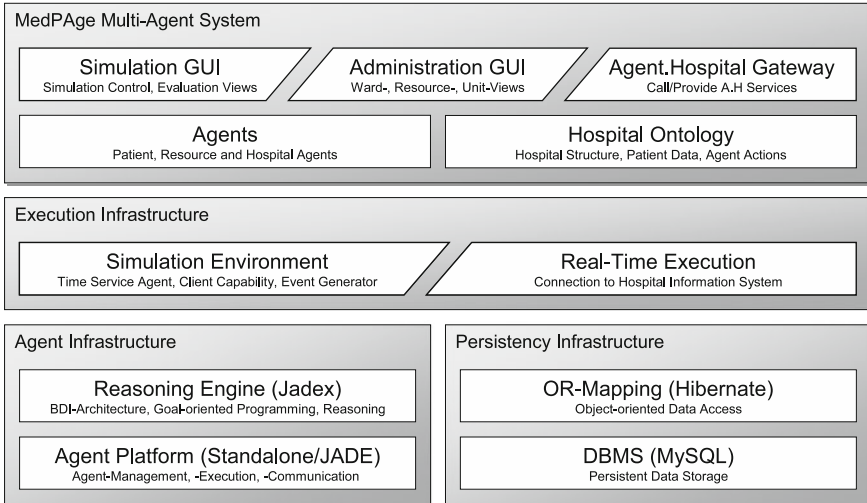 MedPAge Multi-Agent System
Simulation GUI
Simulation Control, Evaluation Views
Administration GUI
Ward-, Resource-, Unit-Views
Agent.Hospital Gateway
Call/Provide A.H Services
Agents
Patient, Resource and Hospital Agents
Hospital Ontology
Hospital Structure, Patient Data, Agent Actions
Execution Infrastructure
Simulation Environment
Time Service Agent, Client Capability, Event Generator
Real-Time Execution
Connection to Hospital Information System
Agent Infrastructure
Reasoning Engine (Jadex)
BDI-Architecture, Goal-oriented Programming, Reasoning
Agent Platform (Standalone/JADE)
Agent-Management, -Execution, -Communication
Persistency Infrastructure
OR-Mapping (Hibernate)
Object-oriented Data Access
DBMS (MySQL)
Persistent Data Storage